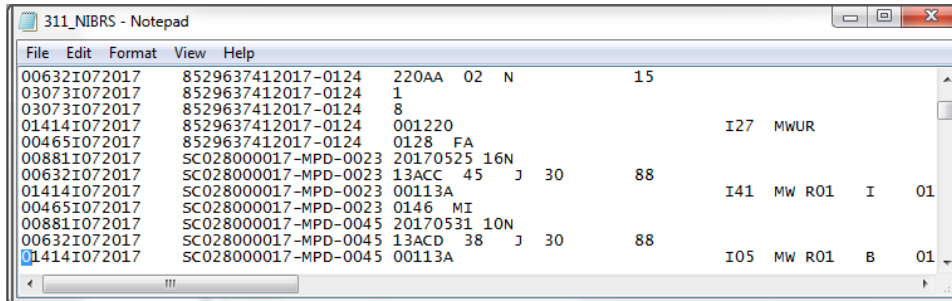 311_NIBRS - Notepad
File Edit Format View Help
00632I072017 8529637412017-0124 220AA 02 N 15
03073I072017 8529637412017-0124 1
03073I072017 8529637412017-0124 8
01414I072017 8529637412017-0124 001220 I27 MWUR
00465I072017 8529637412017-0124 0128 FA
00881I072017 SC028000017-MPD-0023 20170525 16N
00632I072017 SC028000017-MPD-0023 13ACC 45 J 30 88
01414I072017 SC028000017-MPD-0023 00113A I41 MW R01 I 01
00465I072017 SC028000017-MPD-0023 0146 MI
00881I072017 SC028000017-MPD-0045 20170531 10N
00632I072017 SC028000017-MPD-0045 13ACD 38 J 30 88
01414I072017 SC028000017-MPD-0045 00113A I05 MW R01 B 01